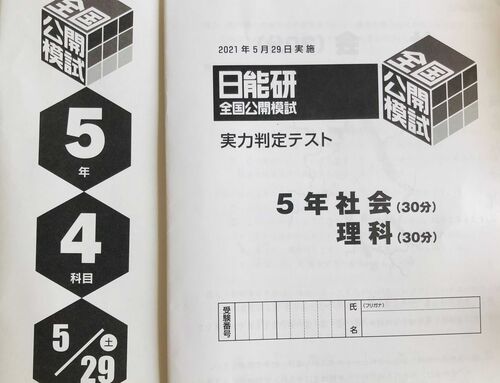 全国公開模試
5
年
4
科目
5/29
土
2021年5月29日実施
日能研
全国公開模試
全国公開模試
実力判定テスト
5年社会(30分)
理科(30分)
受験番号
氏名
(フリガナ)